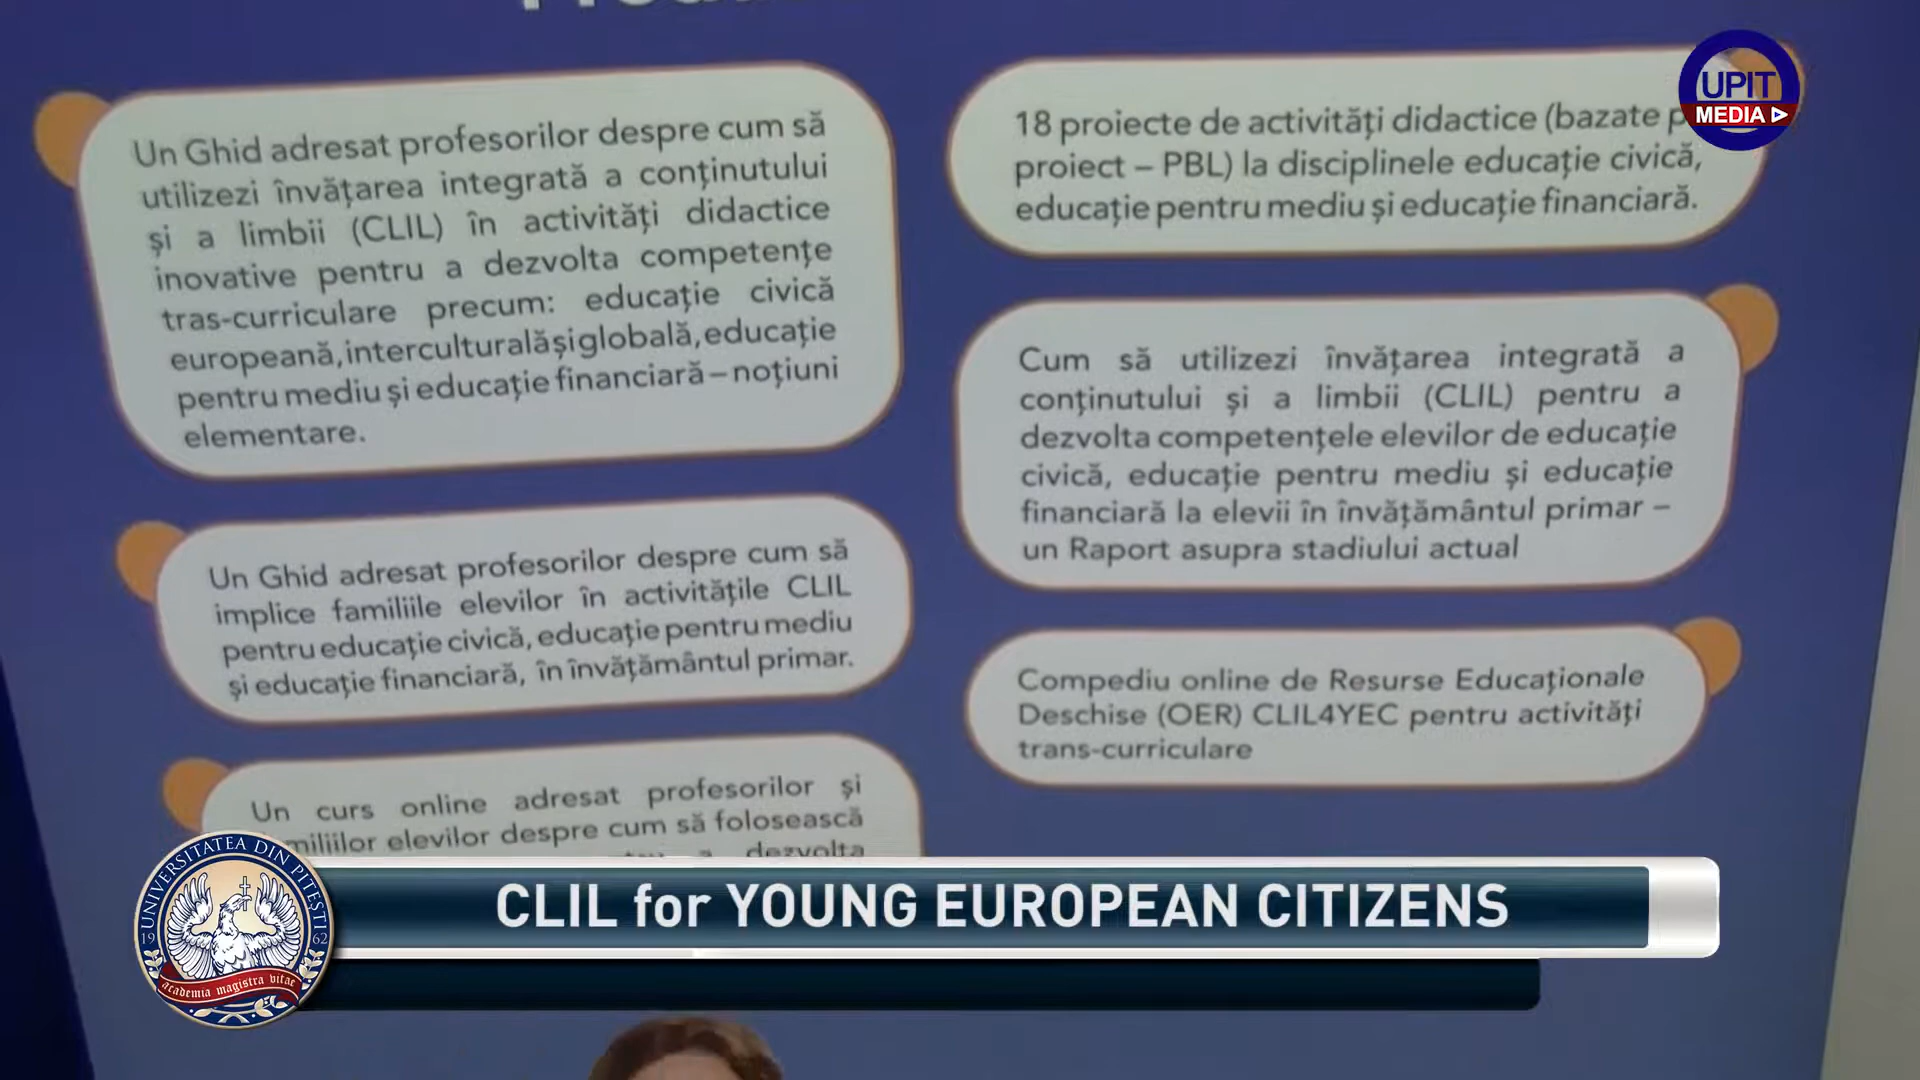 Un Ghid adresat profesorilor despre cum să
utilizezi învățarea integrată a conținutului
și a limbii (CLIL) în activități didactice
inovative pentru a dezvolta competențe
tras-curriculare precum: educație civică
europeană, interculturală și globală, educație
pentru mediu și educație financiară – noțiuni
elementare.
Un Ghid adresat profesorilor despre cum să
implice familiile elevilor în activitățile CLIL
pentru educație civică, educație pentru mediu
și educație financiară, în învățământul primar.
Un curs online adresat profesorilor și
elevilor despre cum să folosească
a dezvolta
18 proiecte de activități didactice (bazate
proiect – PBL) la disciplinele educație civică,
educație pentru mediu și educație financiară.
Cum să utilizezi învățarea integrată a
conținutului și a limbii (CLIL) pentru a
dezvolta competențele elevilor de educație
civică, educație pentru mediu și educație
financiară la elevii în învățământul primar –
un Raport asupra stadiului actual
Compediu online de Resurse Educaționale
Deschise (OER) CLIL4YEC pentru activități
trans-curriculare
UPIT
MEDIA
UNIVERSITATEA DIN PITEȘTI
19 62
academia magistra vitae
CLIL for YOUNG EUROPEAN CITIZENS